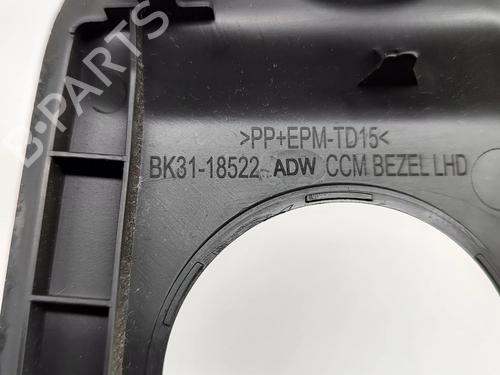 B-PARTS
>PP+EPM-TD15<
BK31-18522- ADW CCM BEZEL LHD